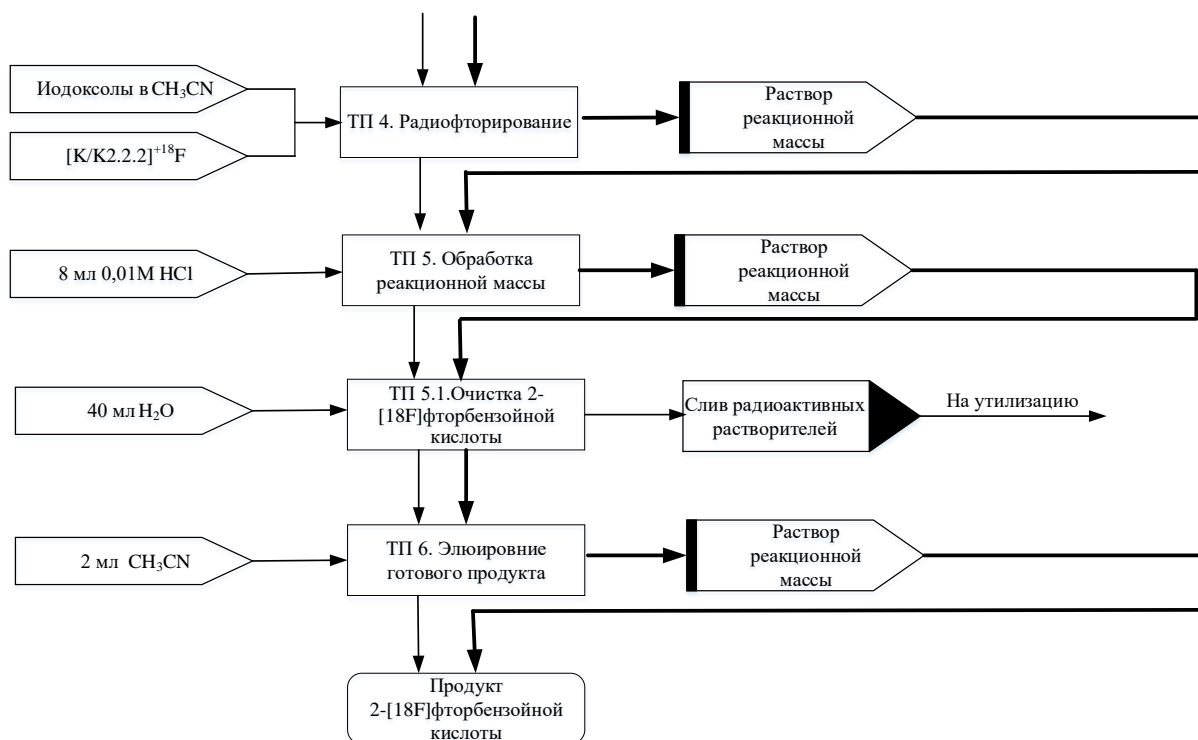 Иодоксолы в CH₃CN
[K/K2.2.2]⁺¹⁸F
ТП 4. Радиофторирование
Раствор
реакционной
массы
8 мл 0,01М HCl
ТП 5. Обработка
реакционной массы
Раствор
реакционной
массы
40 мл H₂O
ТП 5.1.Очистка 2-
[18F]фторбензойной
кислоты
Слив радиоактивных
растворителей
На утилизацию
2 мл CH₃CN
ТП 6. Элюировние
готового продукта
Раствор
реакционной
массы
Продукт
2-[18F]фторбензойной
кислоты